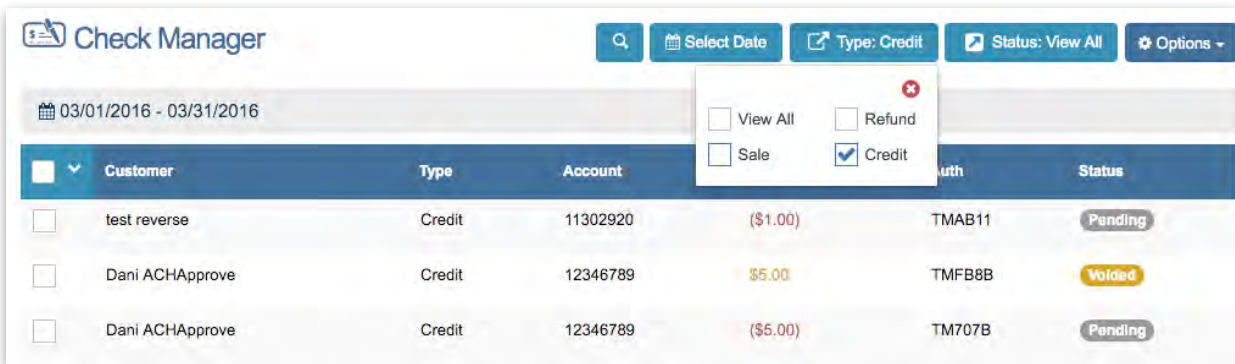 Check Manager
Select Date Type: Credit Status: View All Options
03/01/2016 - 03/31/2016
View All Refund
Sale Credit
Customer Type Account uth Status
test reverse Credit 11302920 ($1.00) TMAB11 Pending
Dani ACHApprove Credit 12346789 $5.00 TMFB8B Voided
Dani ACHApprove Credit 12346789 ($5.00) TM707B Pending